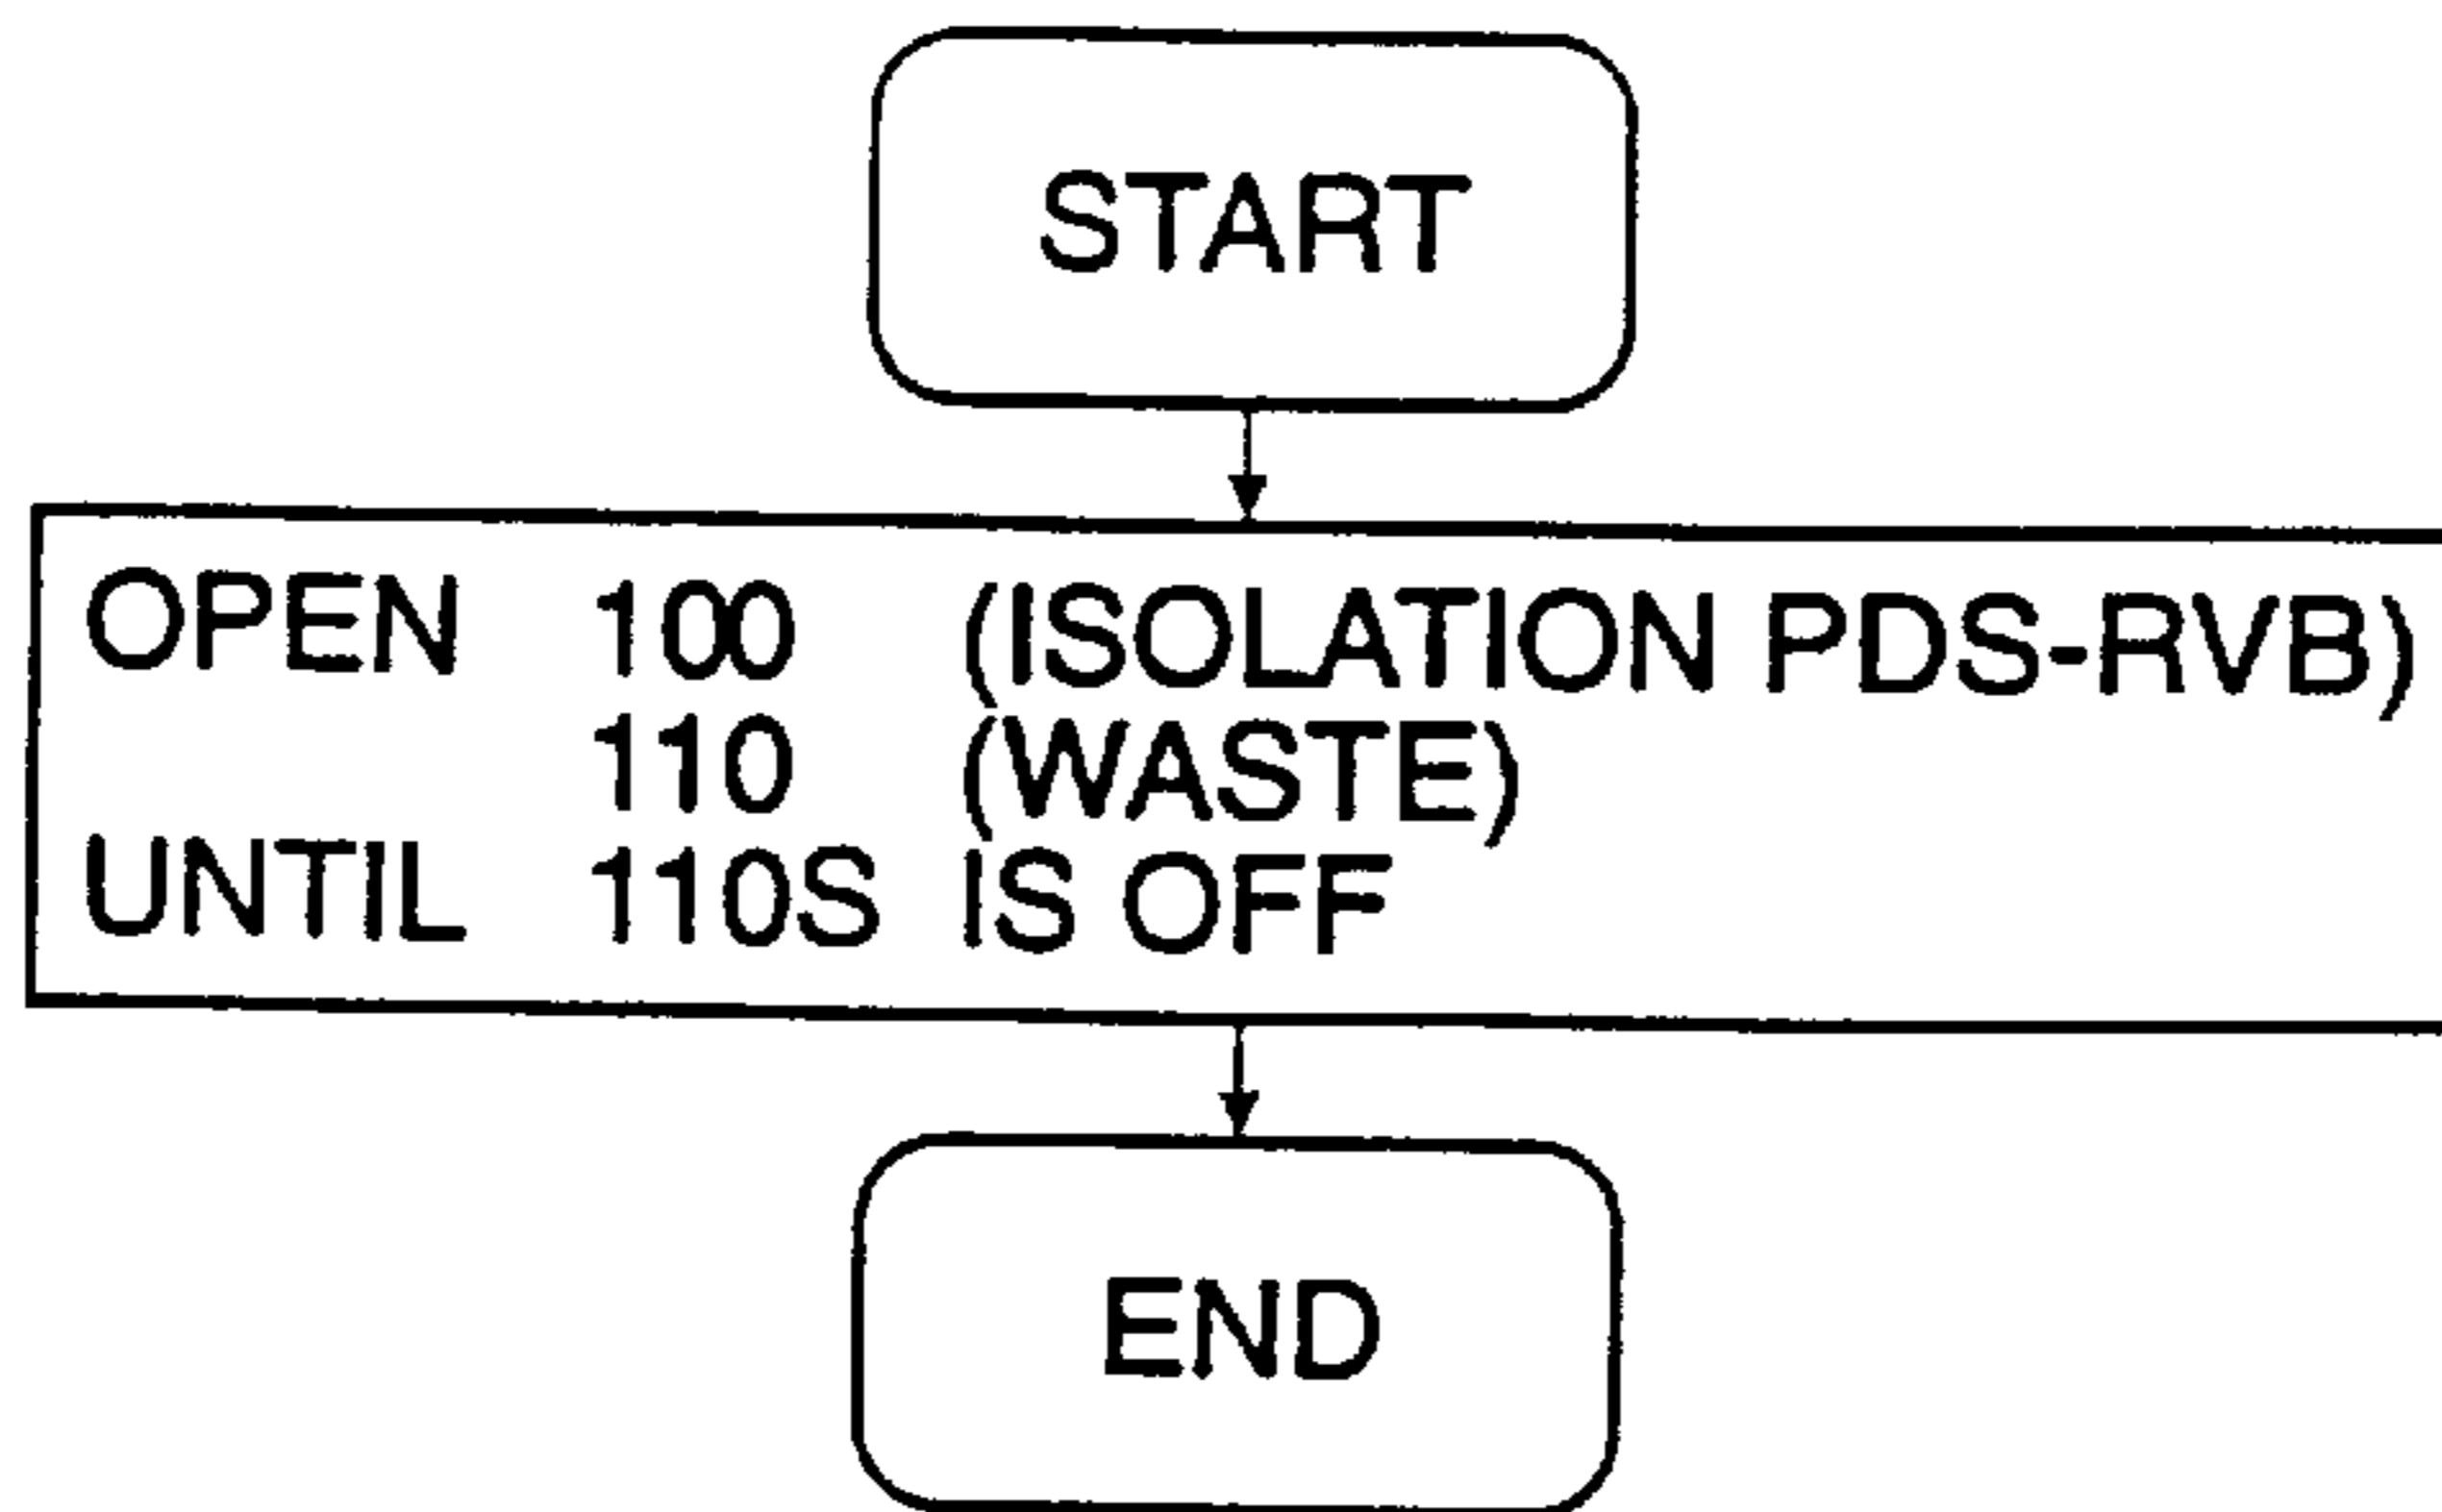 START
OPEN 100 (ISOLATION PDS-RVB)
110 (WASTE)
UNTIL 110S IS OFF
END